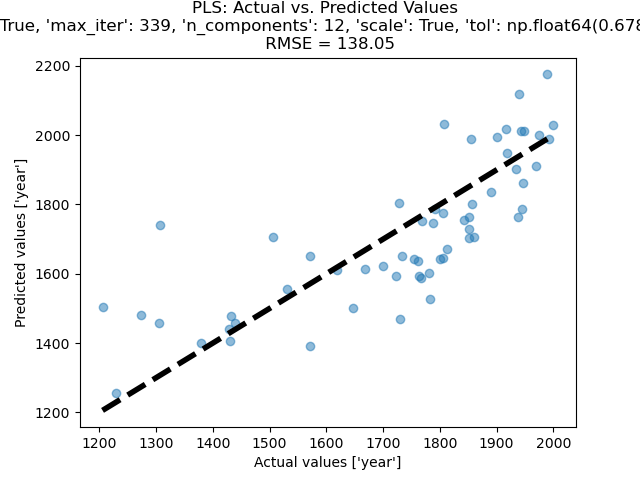 PLS: Actual vs. Predicted Values
True, 'max_iter': 339, 'n_components': 12, 'scale': True, 'tol': np.float64(0.678
RMSE = 138.05
2200
2000
1800
1600
1400
1200
Predicted values ['year']
1200 1300 1400 1500 1600 1700 1800 1900 2000
Actual values ['year']